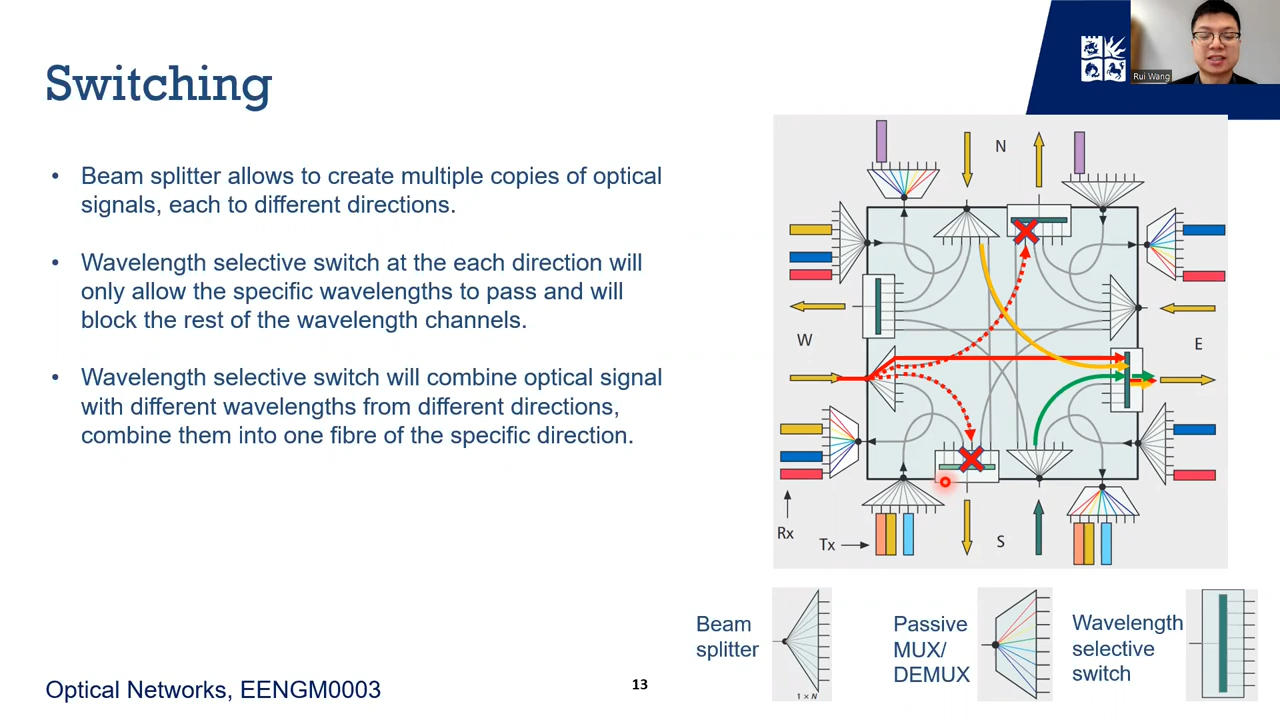 Rui Wang
Switching
• Beam splitter allows to create multiple copies of optical
signals, each to different directions.
• Wavelength selective switch at the each direction will
only allow the specific wavelengths to pass and will
block the rest of the wavelength channels.
• Wavelength selective switch will combine optical signal
with different wavelengths from different directions,
combine them into one fibre of the specific direction.
N
W
E
S
Rx
Tx
Beam
splitter
1 × N
Passive
MUX/
DEMUX
Wavelength
selective
switch
Optical Networks, EENGM0003
13